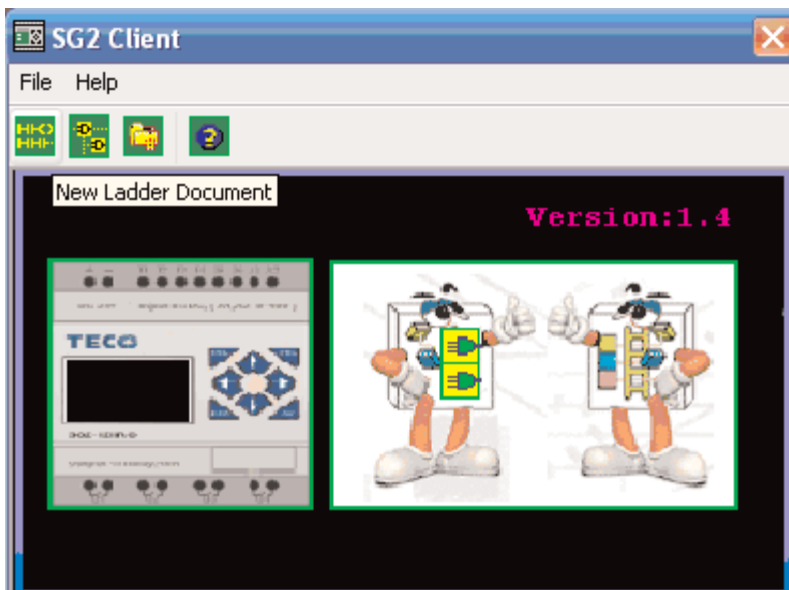 SG2 Client
File Help
New Ladder Document
Version:1.4
TECO